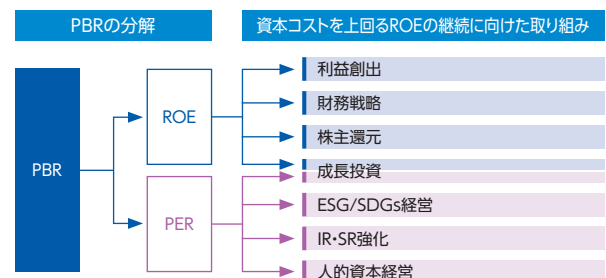 PBRの分解
資本コストを上回るROEの継続に向けた取り組み
PBR
ROE
PER
利益創出
財務戦略
株主還元
成長投資
ESG/SDGs経営
IR・SR強化
人的資本経営